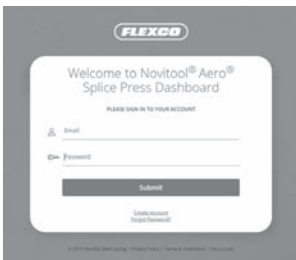 FLEXCO
Welcome to Novitool® Aero®
Splice Press Dashboard
PLEASE SIGN IN TO YOUR ACCOUNT
Email
Password
Submit
Create Account
Forgot Password?